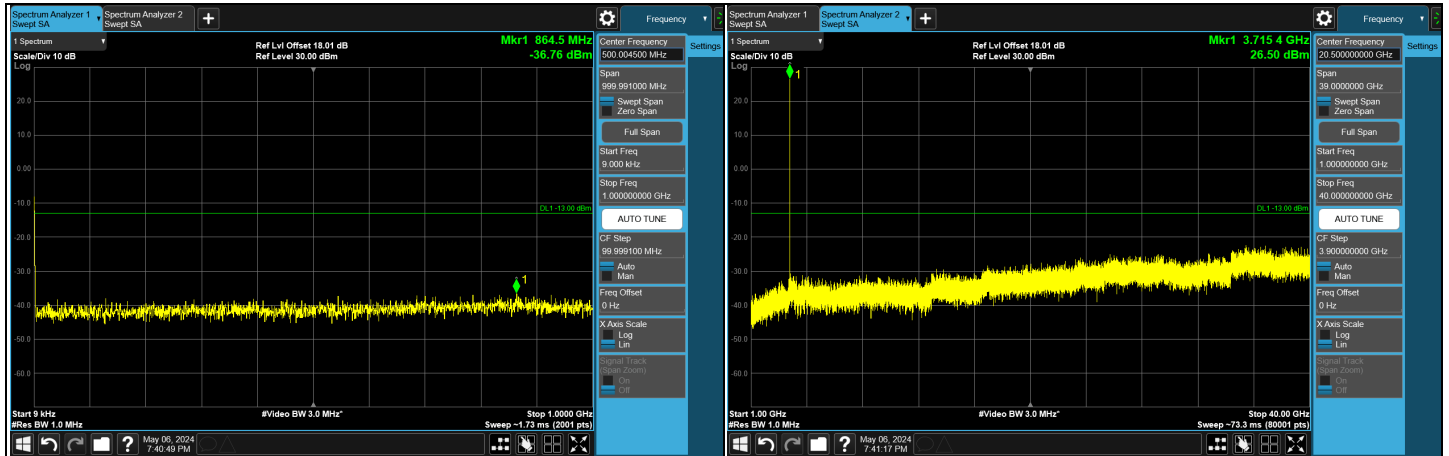 Spectrum Analyzer 1
Swept SA
Spectrum Analyzer 2
Swept SA
Frequency
1 Spectrum
Scale/Div 10 dB
Log
Ref Lvl Offset 18.01 dB
Ref Level 30.00 dBm
Mkr1 864.5 MHz
-36.76 dBm
1
20.0
10.0
0.00
-10.0
-20.0
-30.0
-40.0
-50.0
-60.0
DL1 -13.00 dBm
Start 9 kHz
#Res BW 1.0 MHz
#Video BW 3.0 MHz*
Stop 1.0000 GHz
Sweep ~1.73 ms (2001 pts)
Center Frequency
500.004500 MHz
Settings
Span
999.991000 MHz
Swept Span
Zero Span
Full Span
Start Freq
9.000 kHz
Stop Freq
1.000000000 GHz
AUTO TUNE
CF Step
99.999100 MHz
Auto
Man
Freq Offset
0 Hz
X Axis Scale
Log
Lin
Signal Track
(Span Zoom)
On
Off
?
May 06, 2024
7:40:49 PM
Spectrum Analyzer 1
Swept SA
Spectrum Analyzer 2
Swept SA
Frequency
1 Spectrum
Scale/Div 10 dB
Log
Ref Lvl Offset 18.01 dB
Ref Level 30.00 dBm
Mkr1 3.715 4 GHz
26.50 dBm
1
20.0
10.0
0.00
-10.0
-20.0
-30.0
-40.0
-50.0
-60.0
DL1 -13.00 dBm
Start 1.00 GHz
#Res BW 1.0 MHz
#Video BW 3.0 MHz*
Stop 40.00 GHz
Sweep ~73.3 ms (80001 pts)
Center Frequency
20.500000000 GHz
Settings
Span
39.0000000 GHz
Swept Span
Zero Span
Full Span
Start Freq
1.000000000 GHz
Stop Freq
40.000000000 GHz
AUTO TUNE
CF Step
3.900000000 GHz
Auto
Man
Freq Offset
0 Hz
X Axis Scale
Log
Lin
Signal Track
(Span Zoom)
On
Off
?
May 06, 2024
7:41:17 PM